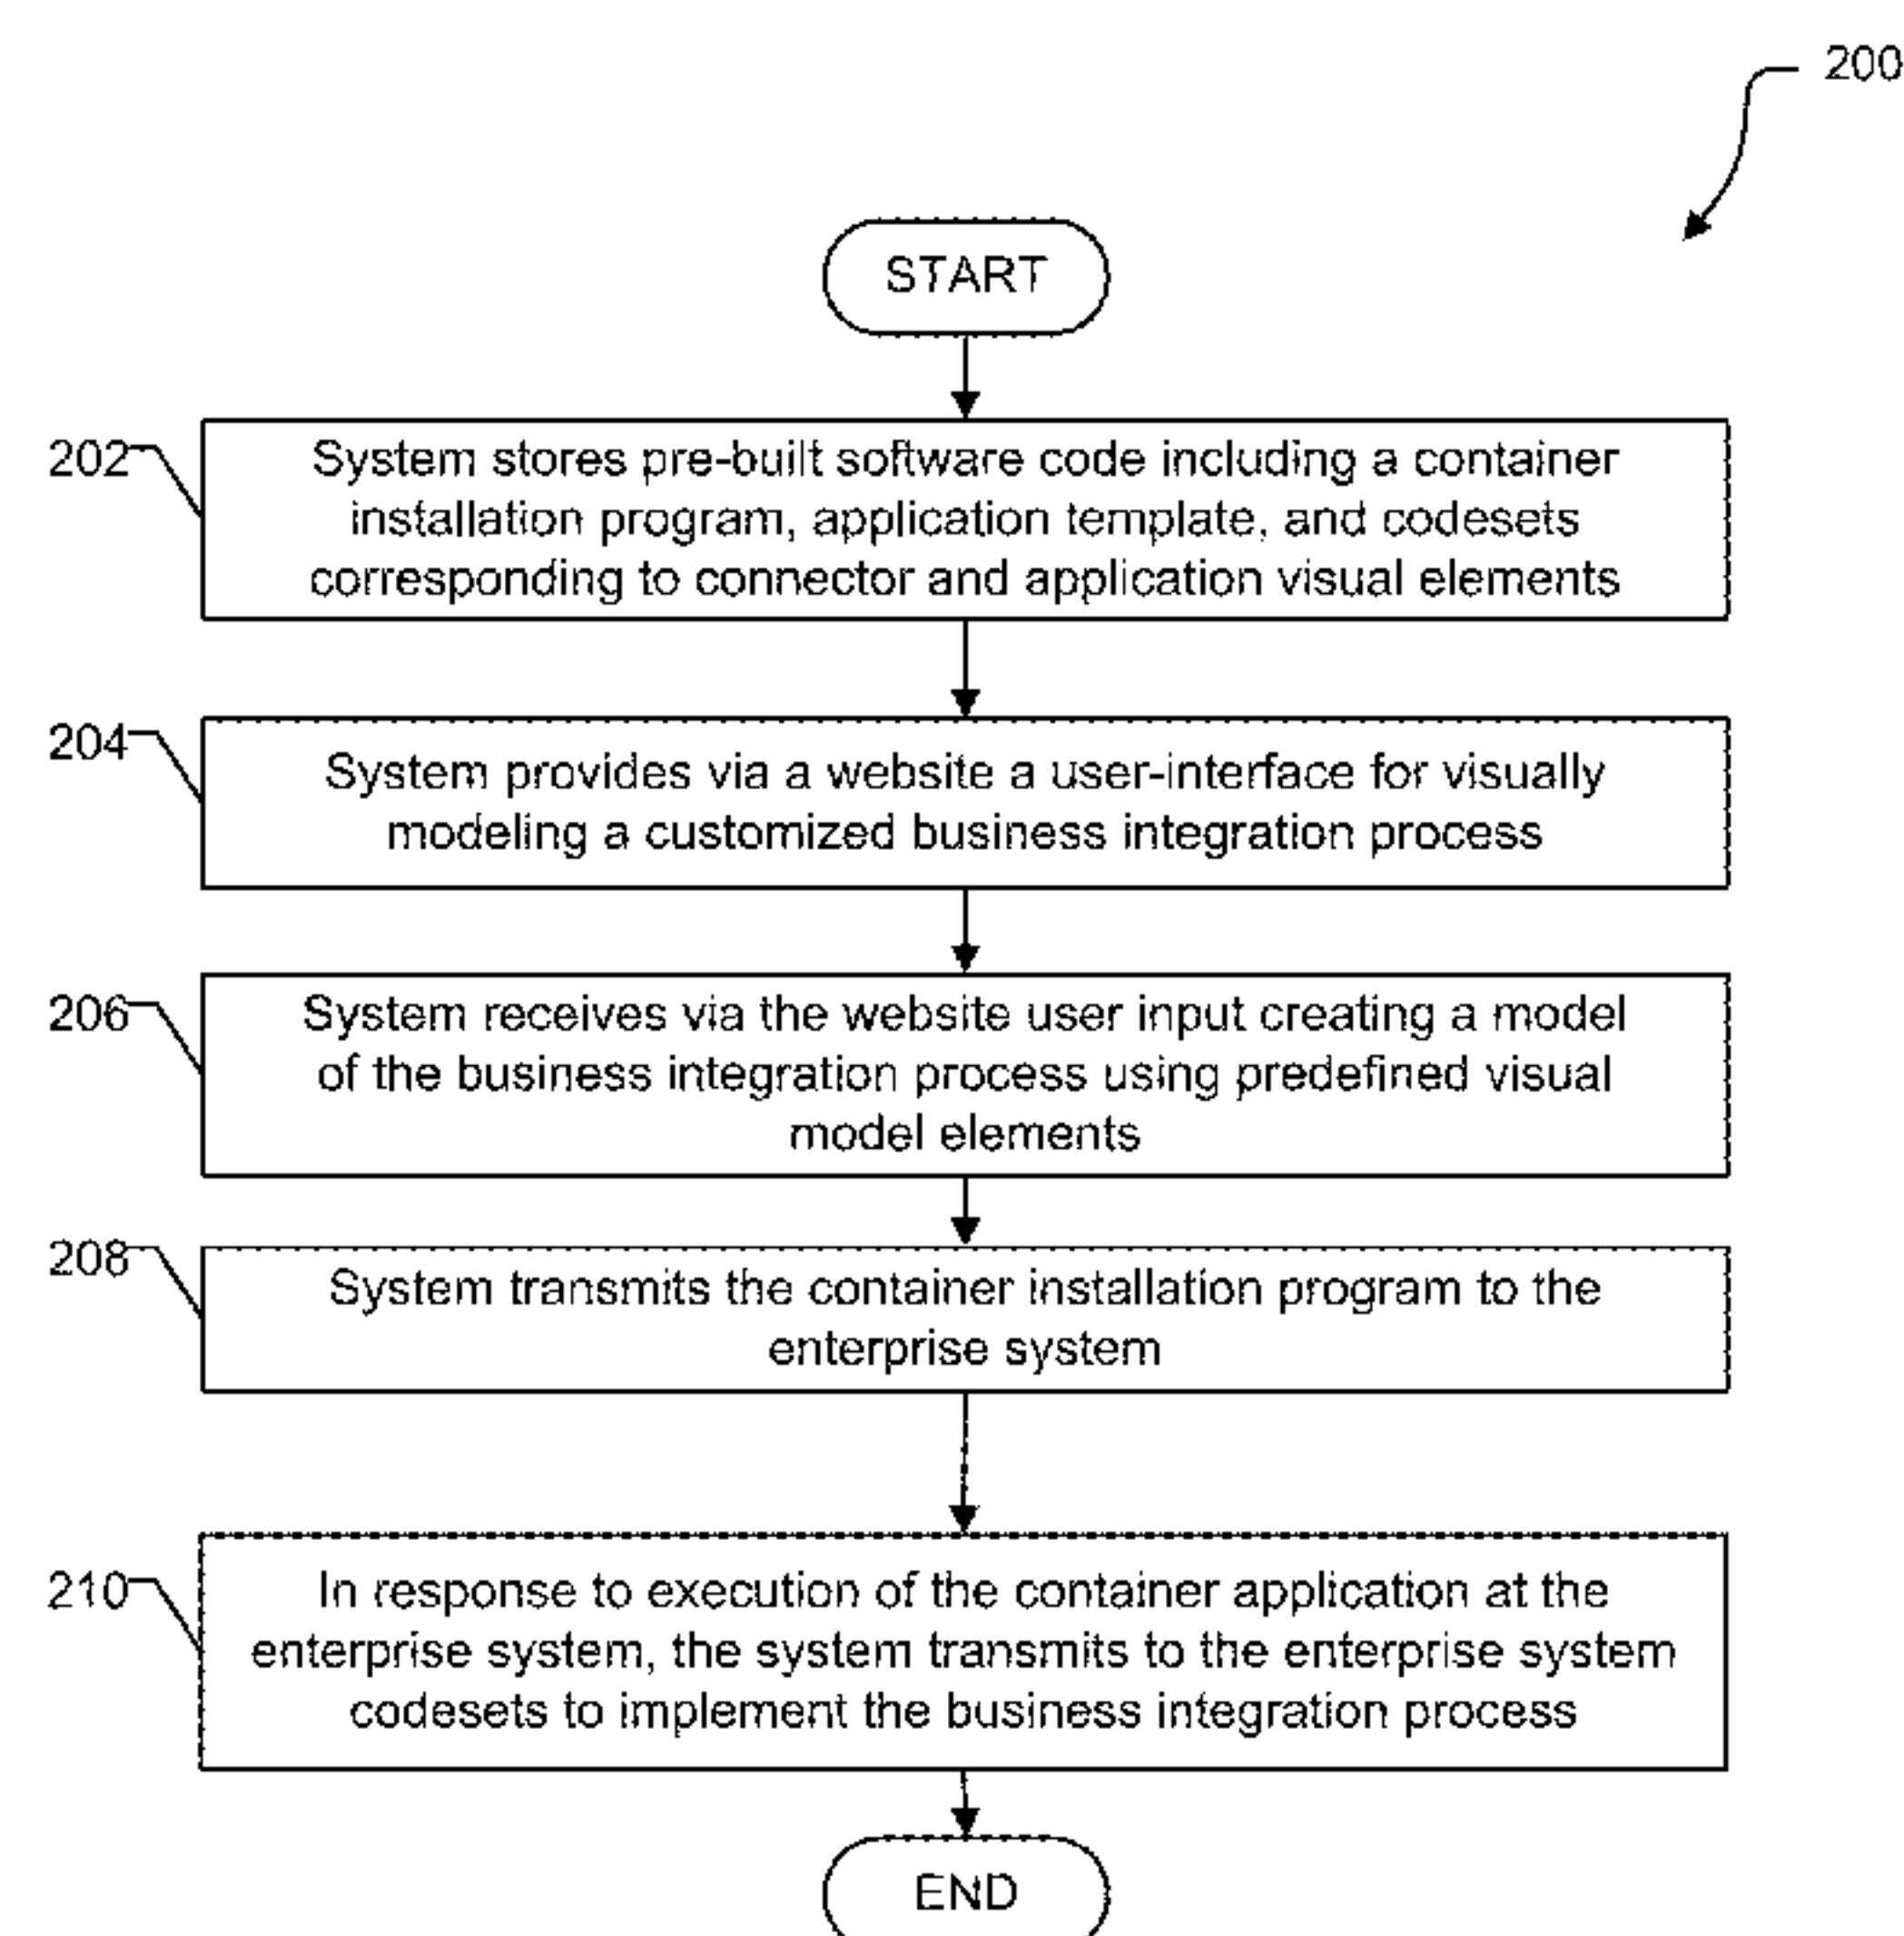 200
START
202
System stores pre-built software code including a container
installation program, application template, and codesets
corresponding to connector and application visual elements
204
System provides via a website a user-interface for visually
modeling a customized business integration process
206
System receives via the website user input creating a model
of the business integration process using predefined visual
model elements
208
System transmits the container installation program to the
enterprise system
210
In response to execution of the container application at the
enterprise system, the system transmits to the enterprise system
codesets to implement the business integration process
END